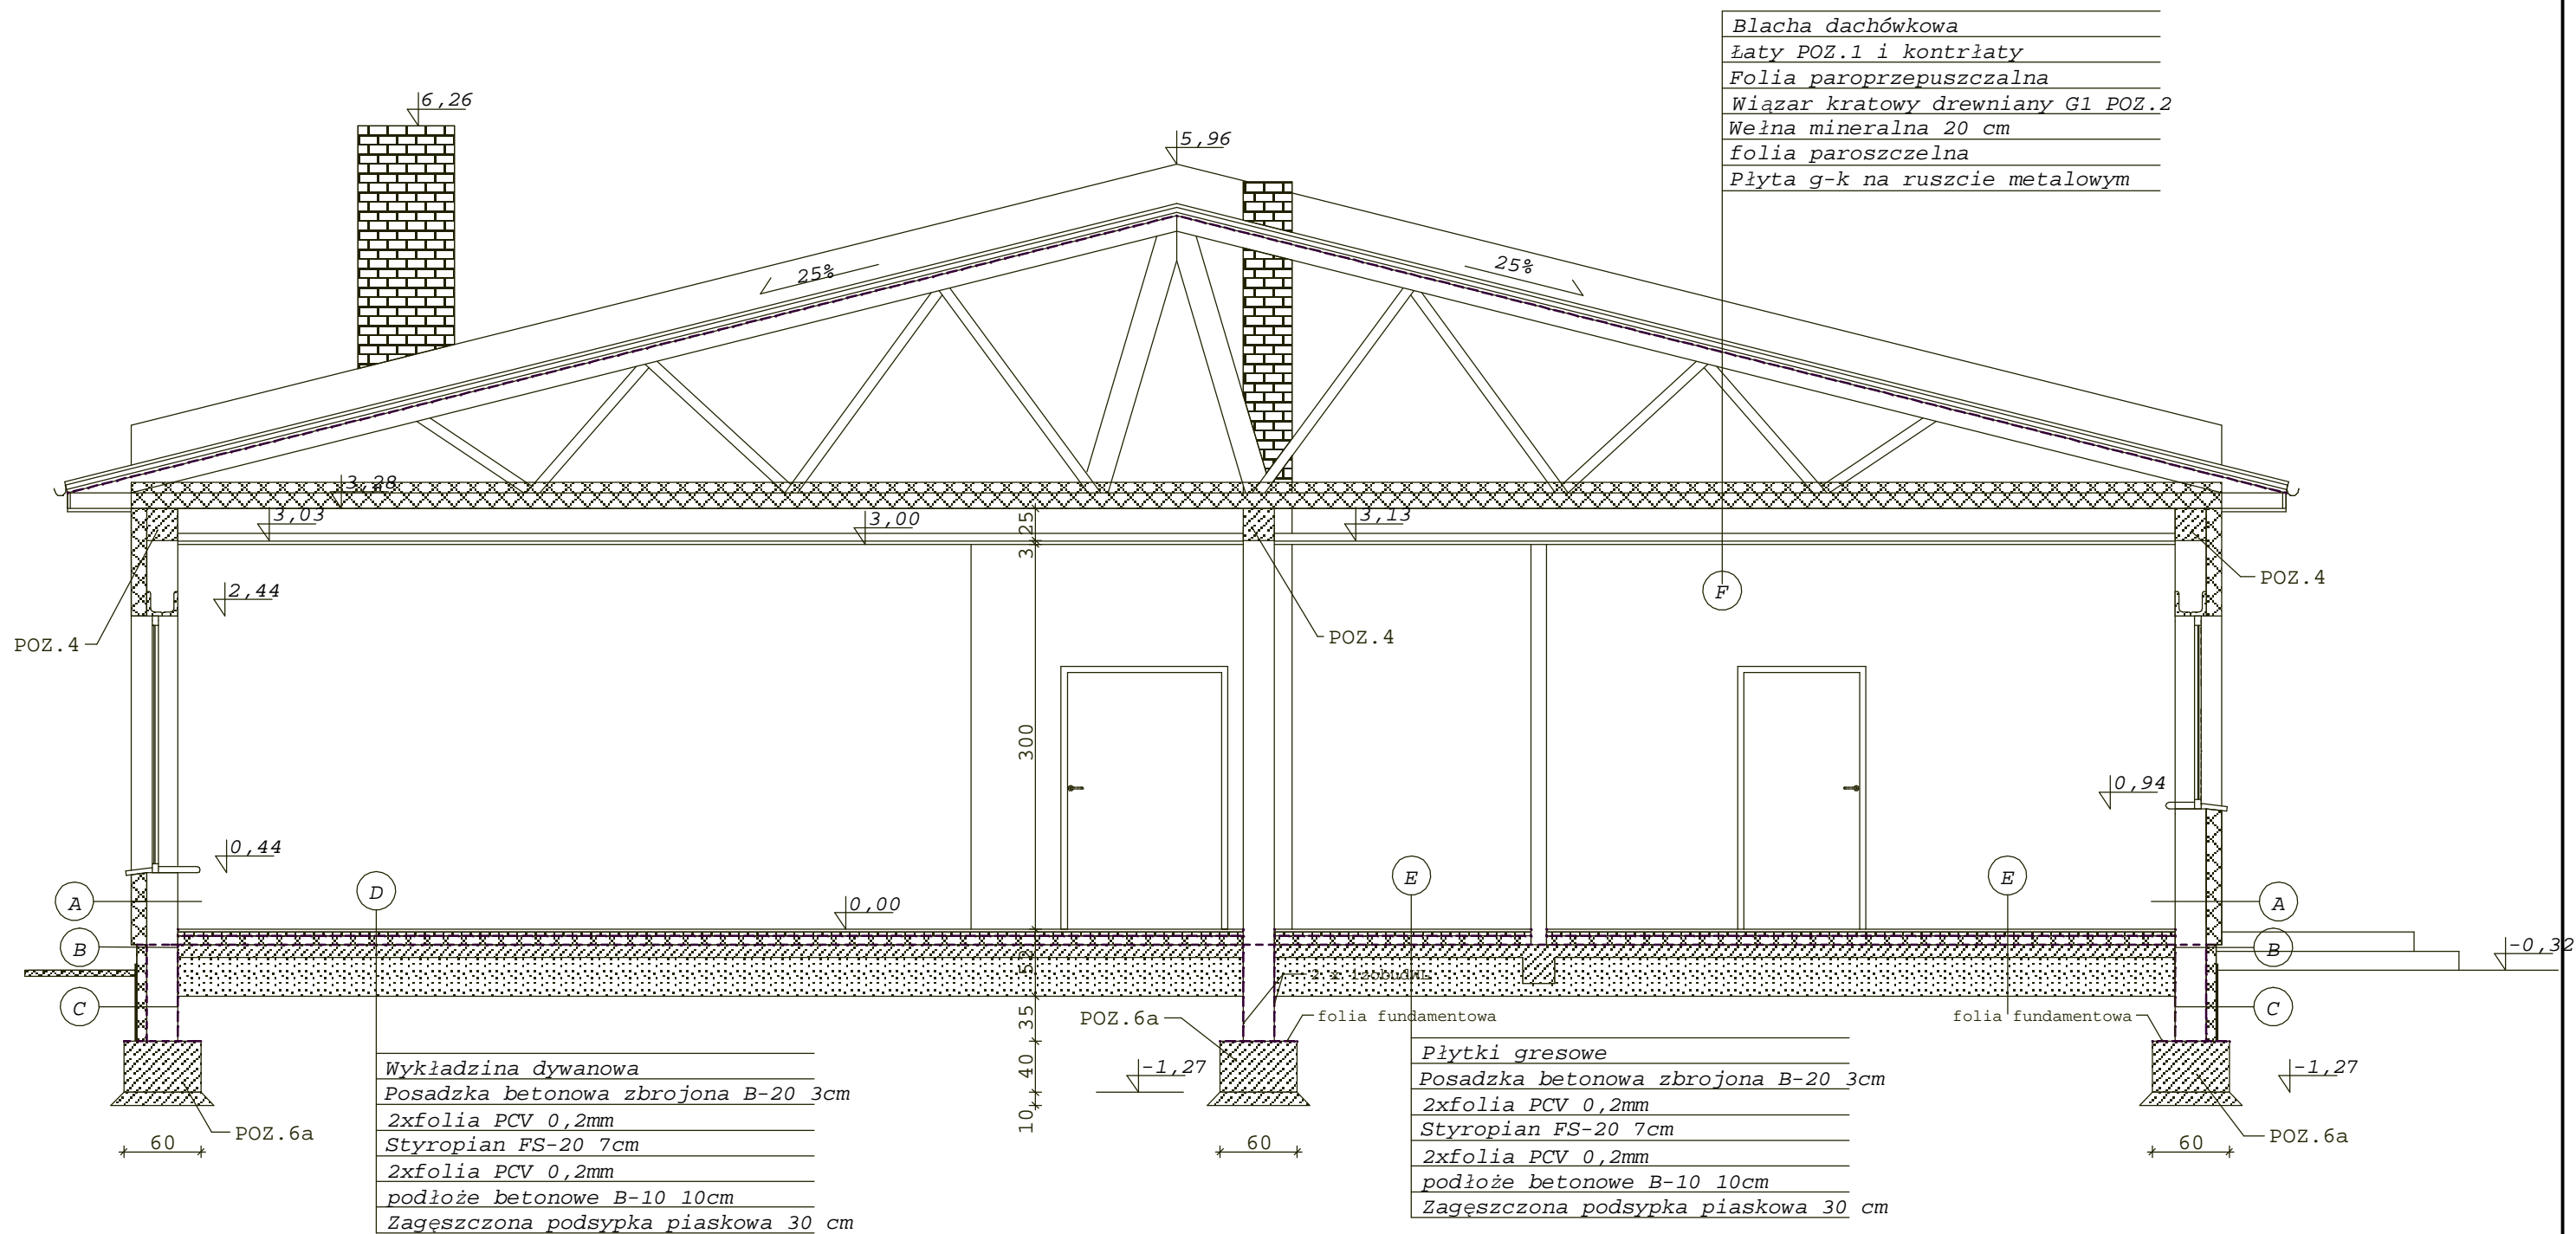 Blacha dachówkowa
Łaty POZ.1 i kontrłaty
Folia paroprzepuszczalna
Wiązar kratowy drewniany G1 POZ.2
Wełna mineralna 20 cm
folia paroszczelna
Płyta g-k na ruszcie metalowym
6,26
5,96
25%
25%
3,28
3,03
3,00
25
3,13
3
2,44
POZ.4
POZ.4
F
POZ.4
300
0,94
0,44
A
D
0,00
E
E
A
B
B
-0,32
52
2 x izobudWL
C
35
POZ.6a
folia fundamentowa
folia fundamentowa
C
40
-1,27
-1,27
10
60
POZ.6a
60
60
POZ.6a
Wykładzina dywanowa
Posadzka betonowa zbrojona B-20 3cm
2xfolia PCV 0,2mm
Styropian FS-20 7cm
2xfolia PCV 0,2mm
podłoże betonowe B-10 10cm
Zagęszczona podsypka piaskowa 30 cm
Płytki gresowe
Posadzka betonowa zbrojona B-20 3cm
2xfolia PCV 0,2mm
Styropian FS-20 7cm
2xfolia PCV 0,2mm
podłoże betonowe B-10 10cm
Zagęszczona podsypka piaskowa 30 cm